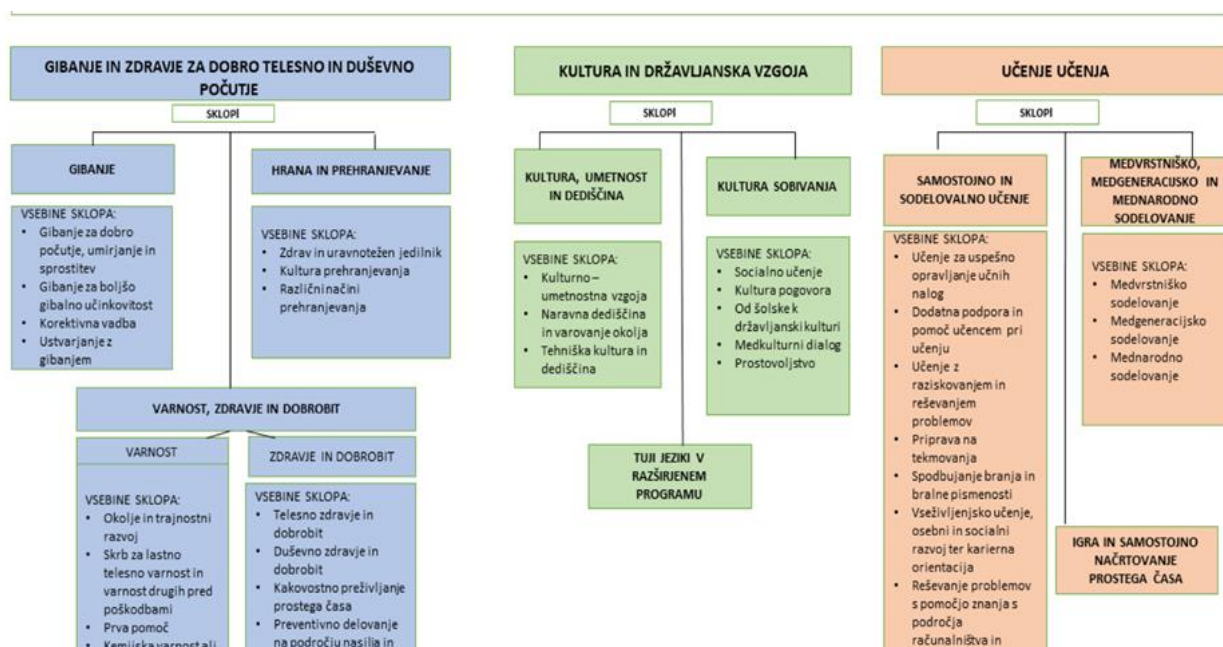 GIBANJE IN ZDRAVJE ZA DOBRO TELESNO IN DUŠEVNO
POČUTJE
SKLOPI
GIBANJE
VSEBINE SKLOPA:
• Gibanje za dobro
počutje, umirjanje in
sprostitev
• Gibanje za boljšo
gibalno učinkovitost
• Korektivna vadba
• Ustvarjanje z
gibanjem
HRANA IN PREHRANJEVANJE
VSEBINE SKLOPA:
• Zdrav in uravnotežen jedilnik
• Kultura prehranjevanja
• Različni načini
prehranjevanja
VARNOST, ZDRAVJE IN DOBROBIT
VARNOST
VSEBINE SKLOPA:
• Okolje in trajnostni
razvoj
• Skrb za lastno
telesno varnost in
varnost drugih pred
poškodbami
• Prva pomoč
• Kemijska varnost ali
ZDRAVJE IN DOBROBIT
VSEBINE SKLOPA:
• Telesno zdravje in
dobrobit
• Duševno zdravje in
dobrobit
• Kakovostno preživljanje
prostega časa
• Preventivno delovanje
na področju nasilja in
KULTURA IN DRŽAVLJANSKA VZGOJA
SKLOPI
KULTURA, UMETNOST
IN DEDIŠČINA
VSEBINE SKLOPA:
• Kulturno –
umetnostna vzgoja
• Naravna dediščina
in varovanje okolja
• Tehniška kultura in
dediščina
KULTURA SOBIVANJA
VSEBINE SKLOPA:
• Socialno učenje
• Kultura pogovora
• Od šolske k
državljanski kulturi
• Medkulturni dialog
• Prostovoljstvo
TUJI JEZIKI V
RAZŠIRJENEM
PROGRAMU
UČENJE UČENJA
SKLOPI
SAMOSTOJNO IN
SODELOVALNO UČENJE
VSEBINE SKLOPA:
• Učenje za uspešno
opravljanje učnih
nalog
• Dodatna podpora in
pomoč učencem pri
učenju
• Učenje z
raziskovanjem in
reševanjem
problemov
• Priprava na
tekmovanja
• Spodbujanje branja in
bralne pismenosti
• Vseživljenjsko učenje,
osebni in socialni
razvoj ter karierna
orientacija
• Reševanje problemov
s pomočjo znanja s
področja
računalništva in
MEDVRSTNIŠKO,
MEDGENERACIJSKO IN
MEDNARODNO
SODELOVANJE
VSEBINE SKLOPA:
• Medvrstniško
sodelovanje
• Medgeneracijsko
sodelovanje
• Mednarodno
sodelovanje
IGRA IN SAMOSTOJNO
NAČRTOVANJE
PROSTEGA ČASA